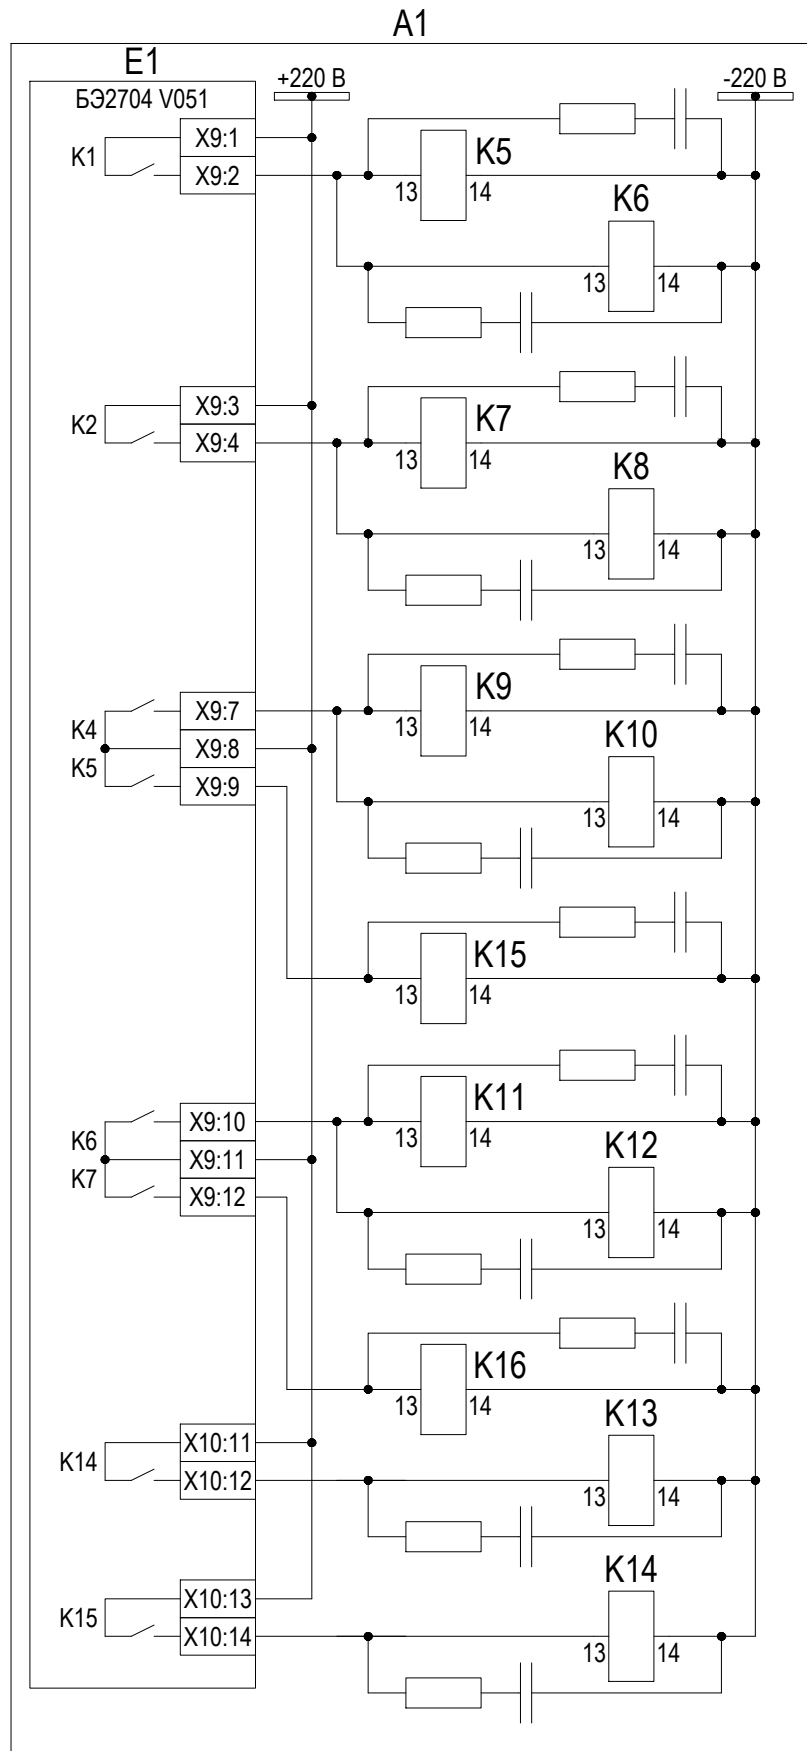 A1
E1
+220 В
-220 В
БЭ2704 V051
X9:1
K1
X9:2
K5
13
14
K6
13
14
X9:3
K2
X9:4
K7
13
14
K8
13
14
X9:7
K4
X9:8
K5
X9:9
K9
13
14
K10
13
14
K15
13
14
X9:10
K6
X9:11
K7
X9:12
K11
13
14
K12
13
14
K16
13
14
X10:11
K14
X10:12
K13
13
14
X10:13
K15
X10:14
K14
13
14